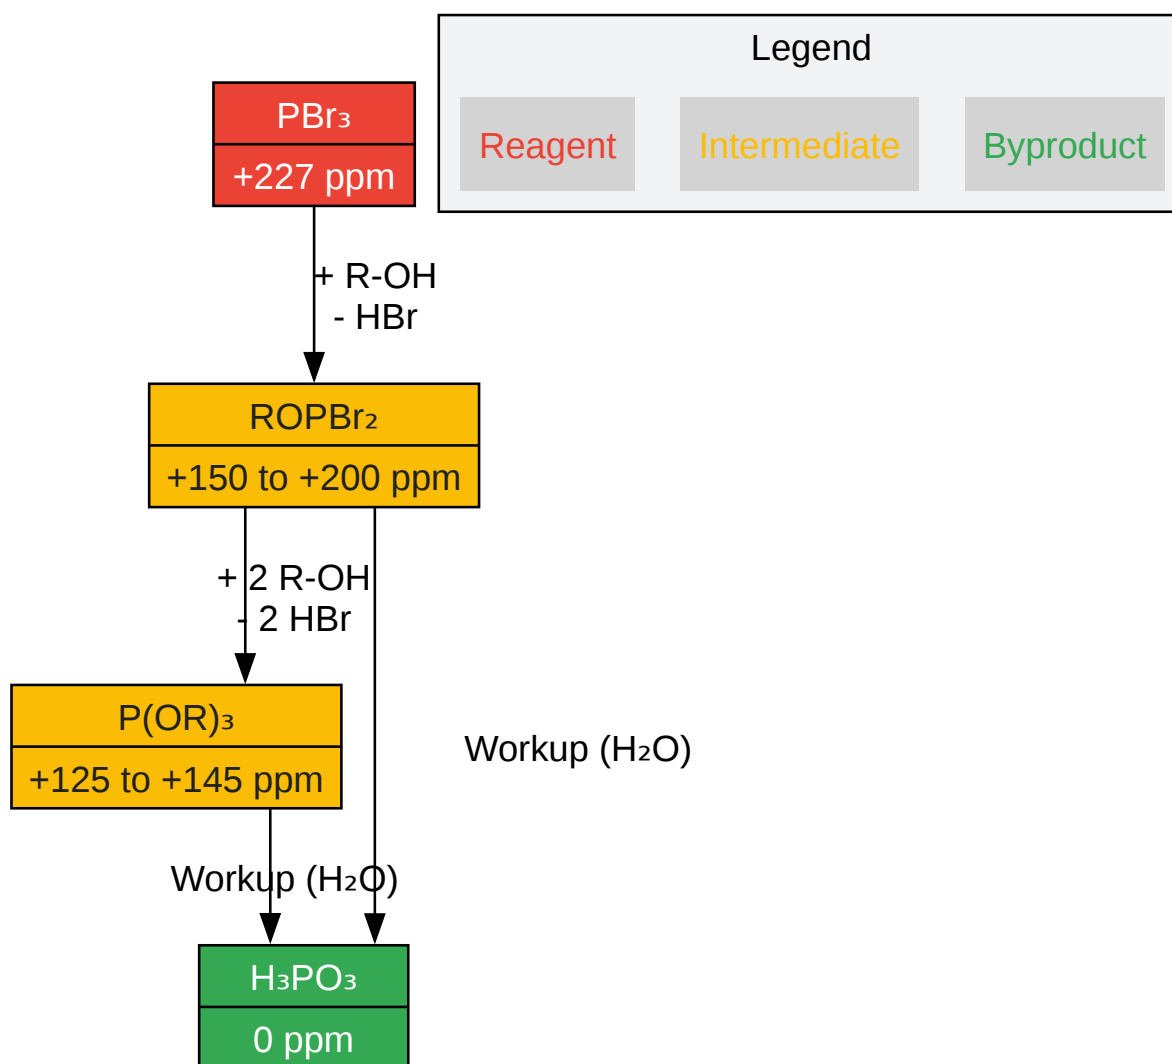 Legend
Reagent
Intermediate
Byproduct
PBr₃
+227 ppm
+ R-OH
- HBr
ROPBr₂
+150 to +200 ppm
+ 2 R-OH
- 2 HBr
P(OR)₃
+125 to +145 ppm
Workup (H₂O)
Workup (H₂O)
H₃PO₃
0 ppm